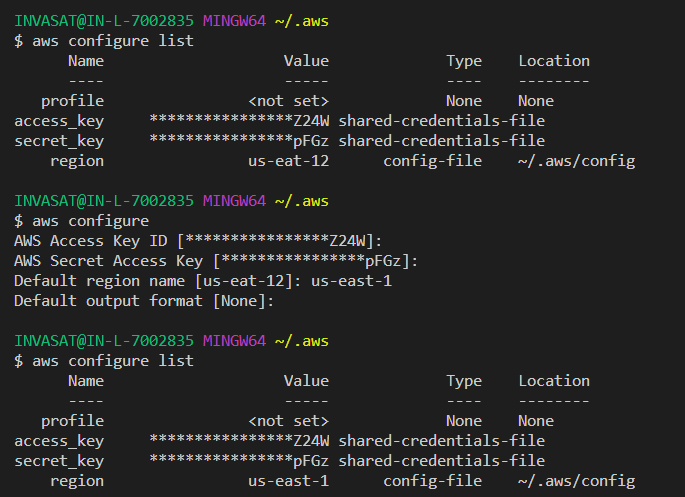 INVASAT@IN-L-7002835 MINGW64 ~/.aws
$ aws configure list
      Name                    Value             Type    Location
      ----                    -----             ----    --------
   profile                <not set>             None    None
access_key     ****************Z24W shared-credentials-file
secret_key     ****************pFGz shared-credentials-file
    region                us-eat-12      config-file    ~/.aws/config
INVASAT@IN-L-7002835 MINGW64 ~/.aws
$ aws configure
AWS Access Key ID [****************Z24W]:
AWS Secret Access Key [****************pFGz]:
Default region name [us-eat-12]: us-east-1
Default output format [None]:
INVASAT@IN-L-7002835 MINGW64 ~/.aws
$ aws configure list
      Name                    Value             Type    Location
      ----                    -----             ----    --------
   profile                <not set>             None    None
access_key     ****************Z24W shared-credentials-file
secret_key     ****************pFGz shared-credentials-file
    region                us-east-1      config-file    ~/.aws/config